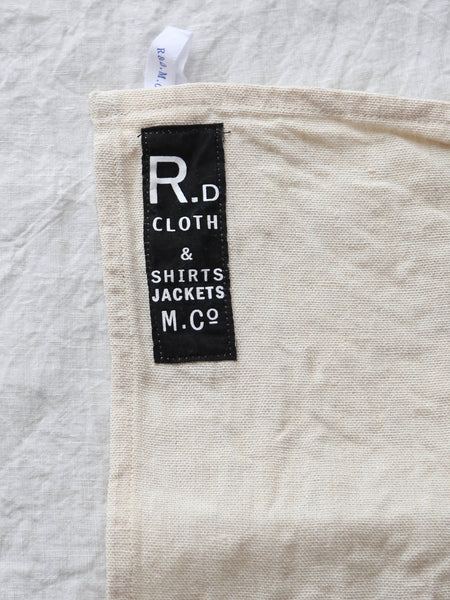 R.D
CLOTH
&
SHIRTS
JACKETS
M.Co